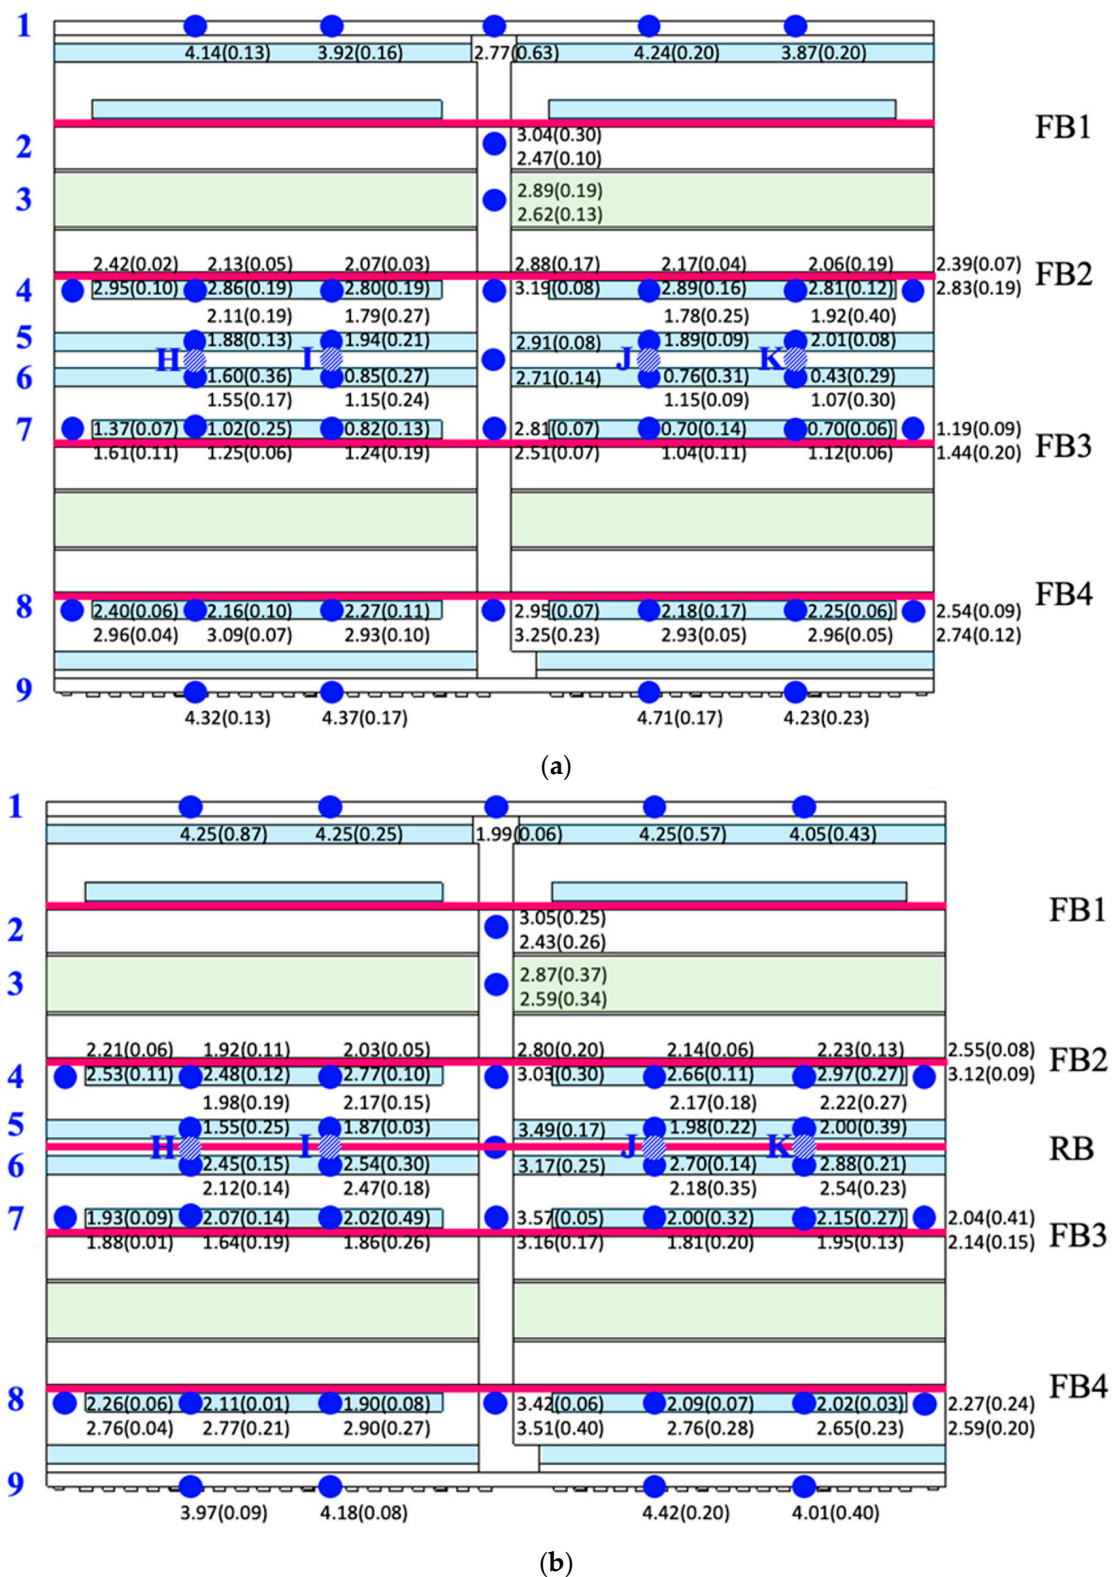 1
4.14(0.13) 3.92(0.16) 2.77(0.63) 4.24(0.20) 3.87(0.20)
FB1
2 3.04(0.30)
2.47(0.10)
3 2.89(0.19)
2.62(0.13)
2.42(0.02) 2.13(0.05) 2.07(0.03) 2.88(0.17) 2.17(0.04) 2.06(0.19) 2.39(0.07) FB2
4 2.95(0.10) 2.86(0.19) 2.80(0.19) 3.19(0.08) 2.89(0.16) 2.81(0.12) 2.83(0.19)
2.11(0.19) 1.79(0.27) 1.78(0.25) 1.92(0.40)
5 1.88(0.13) 1.94(0.21) 2.91(0.08) 1.89(0.09) 2.01(0.08)
H I J K
6 1.60(0.36) 0.85(0.27) 2.71(0.14) 0.76(0.31) 0.43(0.29)
1.55(0.17) 1.15(0.24) 1.15(0.09) 1.07(0.30)
7 1.37(0.07) 1.02(0.25) 0.82(0.13) 2.81(0.07) 0.70(0.14) 0.70(0.06) 1.19(0.09)
1.61(0.11) 1.25(0.06) 1.24(0.19) 2.51(0.07) 1.04(0.11) 1.12(0.06) 1.44(0.20) FB3
FB4
8 2.40(0.06) 2.16(0.10) 2.27(0.11) 2.95(0.07) 2.18(0.17) 2.25(0.06) 2.54(0.09)
2.96(0.04) 3.09(0.07) 2.93(0.10) 3.25(0.23) 2.93(0.05) 2.96(0.05) 2.74(0.12)
9
4.32(0.13) 4.37(0.17) 4.71(0.17) 4.23(0.23)
(a)
1
4.25(0.87) 4.25(0.25) 1.99(0.06) 4.25(0.57) 4.05(0.43)
FB1
2 3.05(0.25)
2.43(0.26)
3 2.87(0.37)
2.59(0.34)
2.21(0.06) 1.92(0.11) 2.03(0.05) 2.80(0.20) 2.14(0.06) 2.23(0.13) 2.55(0.08) FB2
4 2.53(0.11) 2.48(0.12) 2.77(0.10) 3.03(0.30) 2.66(0.11) 2.97(0.27) 3.12(0.09)
1.98(0.19) 2.17(0.15) 2.17(0.18) 2.22(0.27)
5 1.55(0.25) 1.87(0.03) 3.49(0.17) 1.98(0.22) 2.00(0.39)
H I J K RB
6 2.45(0.15) 2.54(0.30) 3.17(0.25) 2.70(0.14) 2.88(0.21)
2.12(0.14) 2.47(0.18) 2.18(0.35) 2.54(0.23)
7 1.93(0.09) 2.07(0.14) 2.02(0.49) 3.57(0.05) 2.00(0.32) 2.15(0.27) 2.04(0.41)
1.88(0.01) 1.64(0.19) 1.86(0.26) 3.16(0.17) 1.81(0.20) 1.95(0.13) 2.14(0.15) FB3
FB4
8 2.26(0.06) 2.11(0.01) 1.90(0.08) 3.42(0.06) 2.09(0.07) 2.02(0.03) 2.27(0.24)
2.76(0.04) 2.77(0.21) 2.90(0.27) 3.51(0.40) 2.76(0.28) 2.65(0.23) 2.59(0.20)
9
3.97(0.09) 4.18(0.08) 4.42(0.20) 4.01(0.40)
(b)